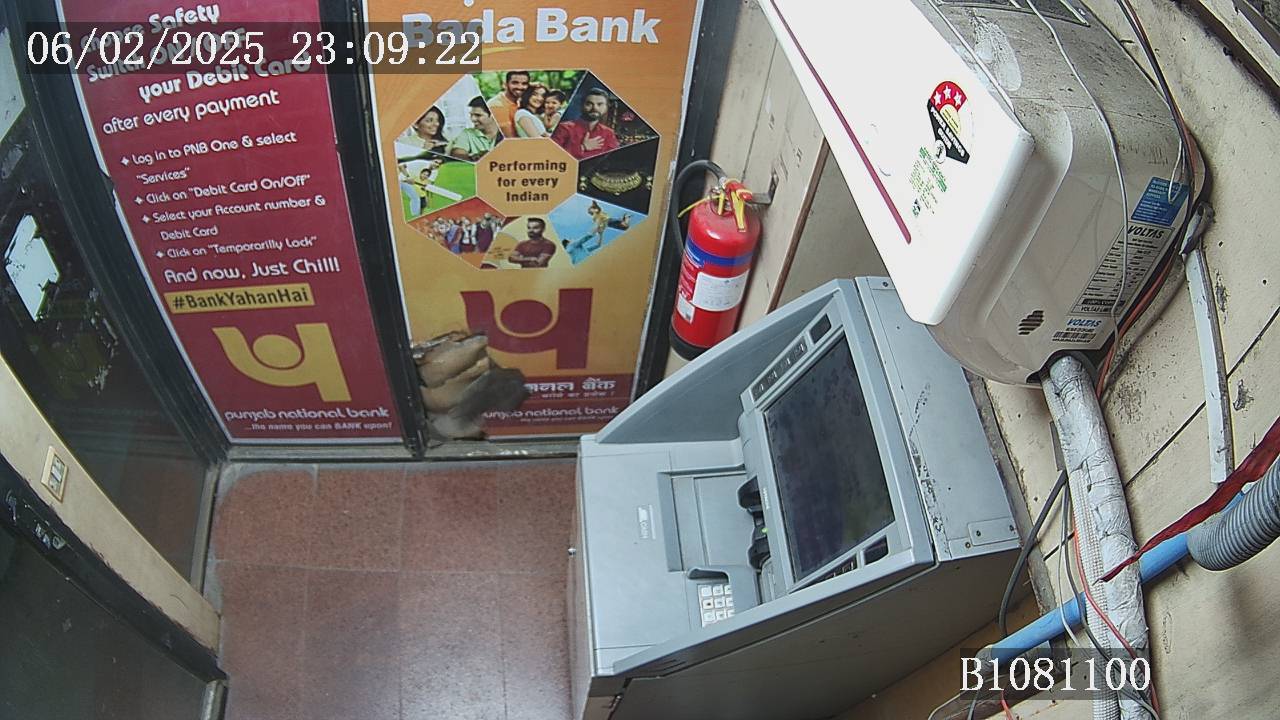 06/02/2025 23:09:22
Safety
your Debit Card
after every payment
✦ Log in to PNB One & select
"Services"
✦ Click on "Debit Card On/Off"
✦ Select your Account number &
Debit Card
✦ Click on "Temporarilly Lock"
And now, Just Chill!
#BankYahanHai
punjab national bank
...the name you can BANK upon!
Bada Bank
Performing
for every
Indian
बैंक
punjab national bank
VOLTAS
VOLTAS
B1081100